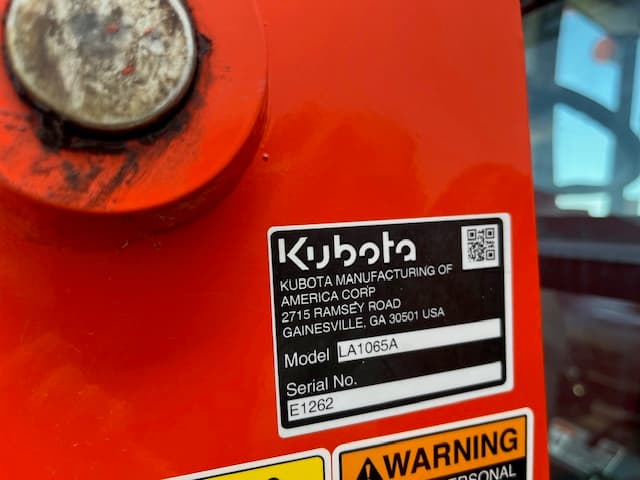 Kubota
KUBOTA MANUFACTURING OF
AMERICA CORP
2715 RAMSEY ROAD
GAINESVILLE, GA 30501 USA
Model LA1065A
Serial No.
E1262
WARNING
PERSONAL